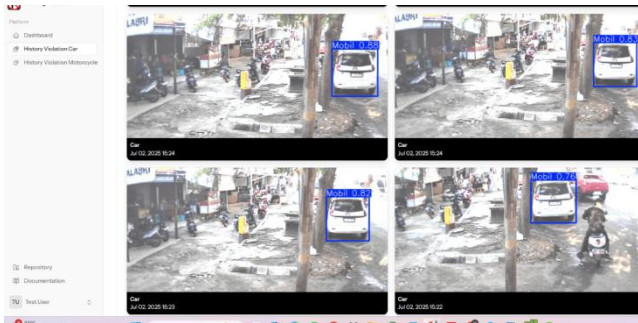 Platform
Dashboard
History Violation Car
History Violation Motorcycle
Repository
Documentation
TU Test User
Mobil 0.88
Car
Jul 02, 2025 15:24
Mobil 0.83
Car
Jul 02, 2025 15:24
Mobil 0.82
Car
Jul 02, 2025 15:23
Mobil 0.76
Car
Jul 02, 2025 15:22